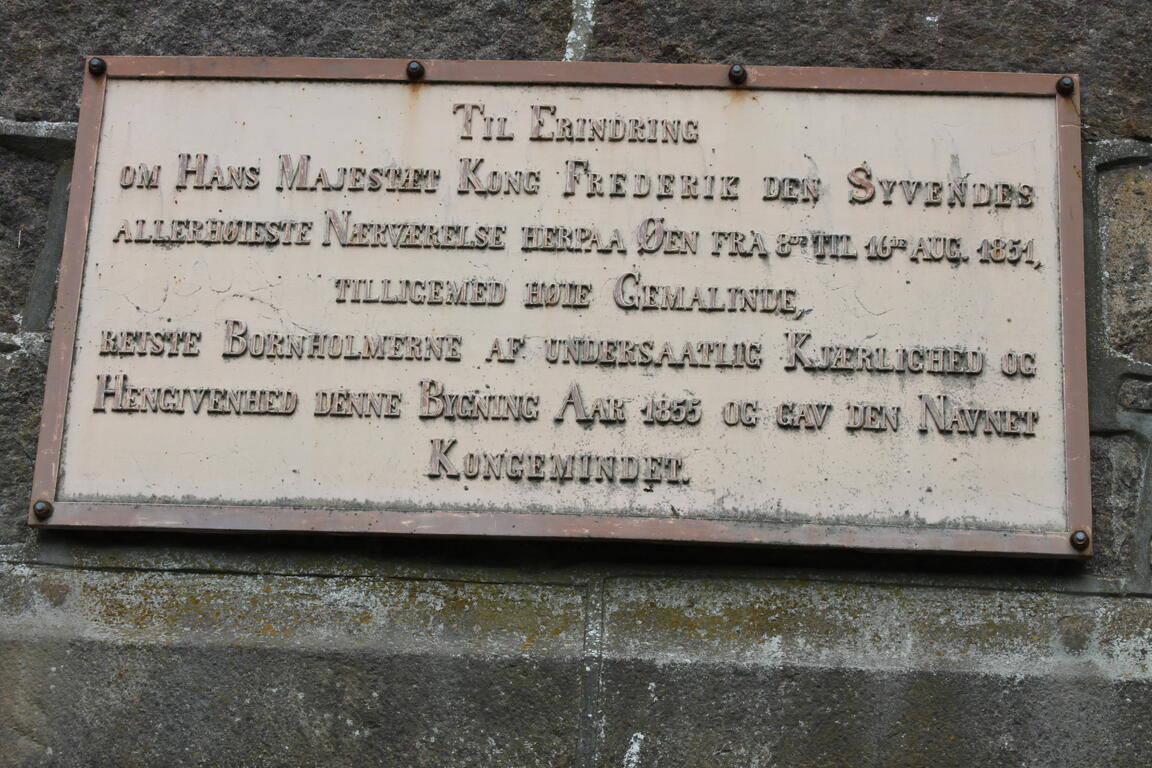 Til Erindring
om Hans Majestæt Kong Frederik den Syvendes
allerhøieste Nærværelse herpaa Øen fra 8de til 16de Aug. 1851,
tilligemed høie Gemalinde,
reiste Bornholmerne af undersaatlig Kjærlighed og
Hengivenhed denne Bygning Aar 1855 og gav den Navnet
Kongemindet.